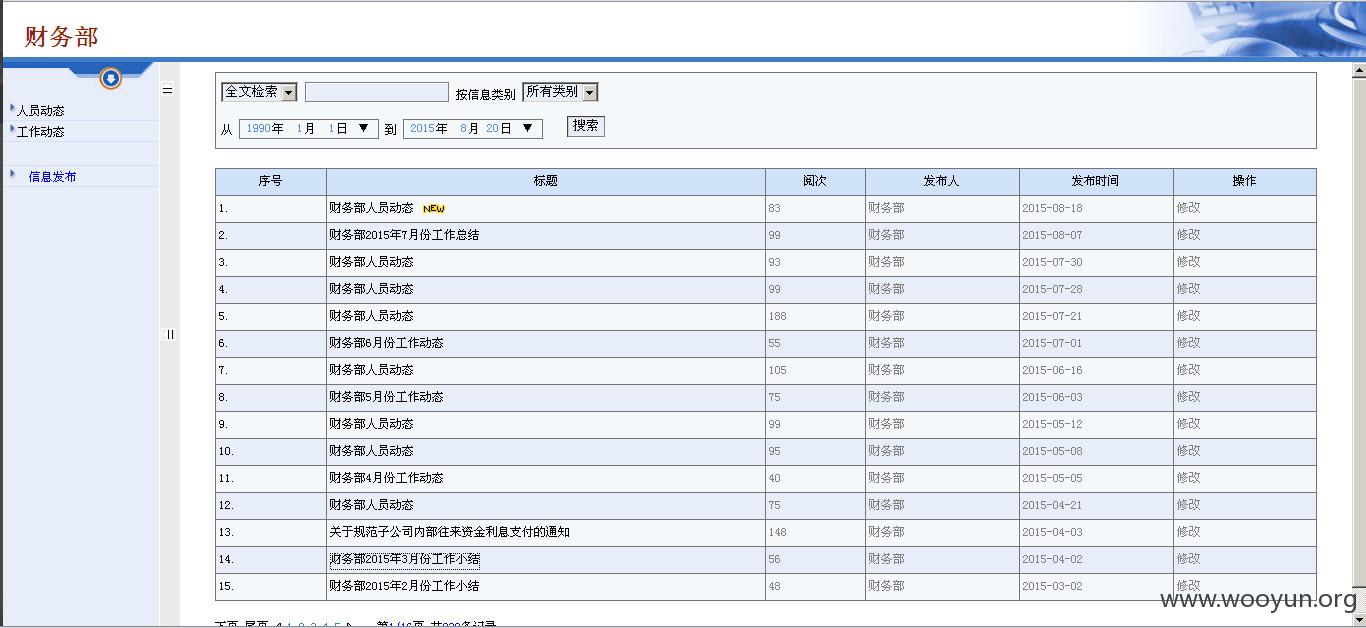 财务部
人员动态
工作动态
信息发布
全文检索 按信息类别 所有类别
从 1990年 1月 1日 ▼ 到 2015年 8月 20日 ▼ 搜索
序号 标题 阅次 发布人 发布时间 操作
1. 财务部人员动态 NEW 83 财务部 2015-08-18 修改
2. 财务部2015年7月份工作总结 99 财务部 2015-08-07 修改
3. 财务部人员动态 93 财务部 2015-07-30 修改
4. 财务部人员动态 99 财务部 2015-07-28 修改
5. 财务部人员动态 188 财务部 2015-07-21 修改
6. 财务部6月份工作动态 55 财务部 2015-07-01 修改
7. 财务部人员动态 105 财务部 2015-06-16 修改
8. 财务部5月份工作动态 75 财务部 2015-06-03 修改
9. 财务部人员动态 99 财务部 2015-05-12 修改
10. 财务部人员动态 95 财务部 2015-05-08 修改
11. 财务部4月份工作动态 40 财务部 2015-05-05 修改
12. 财务部人员动态 75 财务部 2015-04-21 修改
13. 关于规范子公司内部往来资金利息支付的通知 148 财务部 2015-04-03 修改
14. 财务部2015年3月份工作小结 56 财务部 2015-04-02 修改
15. 财务部2015年2月份工作小结 48 财务部 2015-03-02 修改
www.wooyun.org